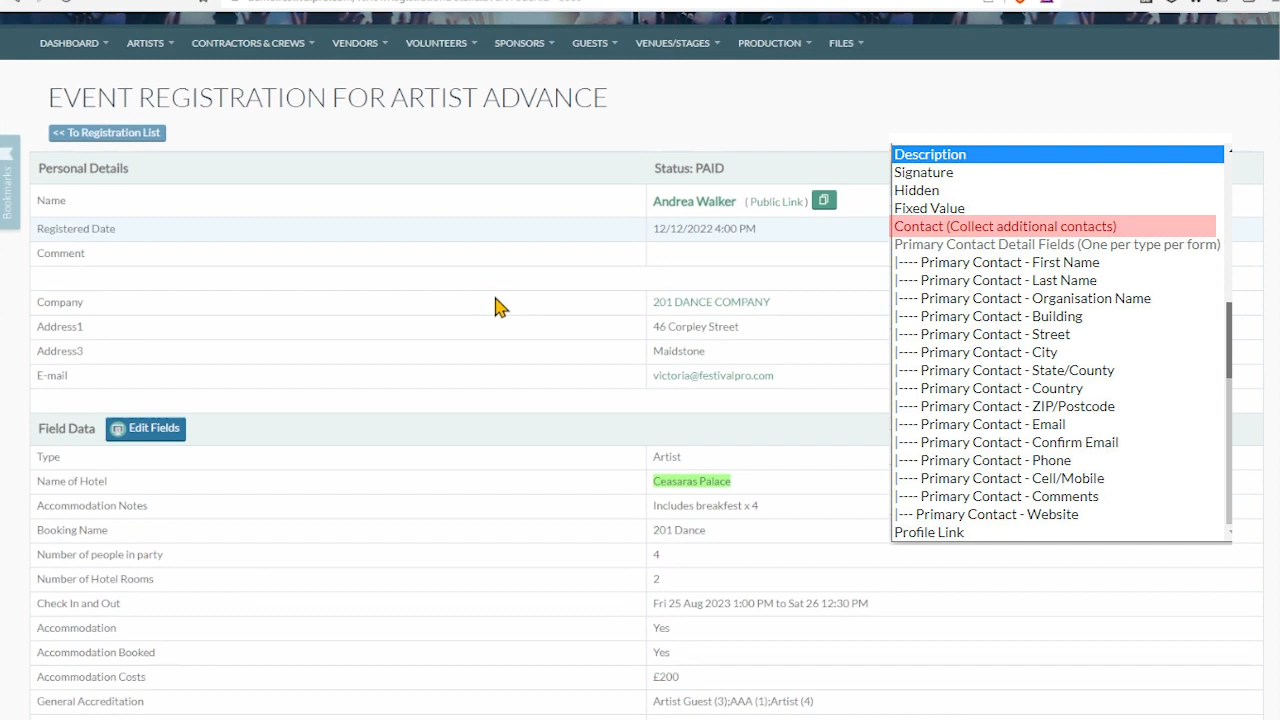 DASHBOARD ARTISTS CONTRACTORS & CREWS VENDORS VOLUNTEERS SPONSORS GUESTS VENUES/STAGES PRODUCTION FILES
EVENT REGISTRATION FOR ARTIST ADVANCE
<< To Registration List
Bookmarks
Personal Details Status: PAID
Name Andrea Walker ( Public Link )
Registered Date 12/12/2022 4:00 PM
Comment
Company 201 DANCE COMPANY
Address1 46 Corpley Street
Address3 Maidstone
E-mail victoria@festivalpro.com
Field Data Edit Fields
Type Artist
Name of Hotel Ceasaras Palace
Accommodation Notes Includes breakfest x 4
Booking Name 201 Dance
Number of people in party 4
Number of Hotel Rooms 2
Check In and Out Fri 25 Aug 2023 1:00 PM to Sat 26 12:30 PM
Accommodation Yes
Accommodation Booked Yes
Accommodation Costs £200
General Accreditation Artist Guest (3);AAA (1);Artist (4)
Description
Signature
Hidden
Fixed Value
Contact (Collect additional contacts)
Primary Contact Detail Fields (One per type per form)
|---- Primary Contact - First Name
|---- Primary Contact - Last Name
|---- Primary Contact - Organisation Name
|---- Primary Contact - Building
|---- Primary Contact - Street
|---- Primary Contact - City
|---- Primary Contact - State/County
|---- Primary Contact - Country
|---- Primary Contact - ZIP/Postcode
|---- Primary Contact - Email
|---- Primary Contact - Confirm Email
|---- Primary Contact - Phone
|---- Primary Contact - Cell/Mobile
|---- Primary Contact - Comments
|--- Primary Contact - Website
Profile Link